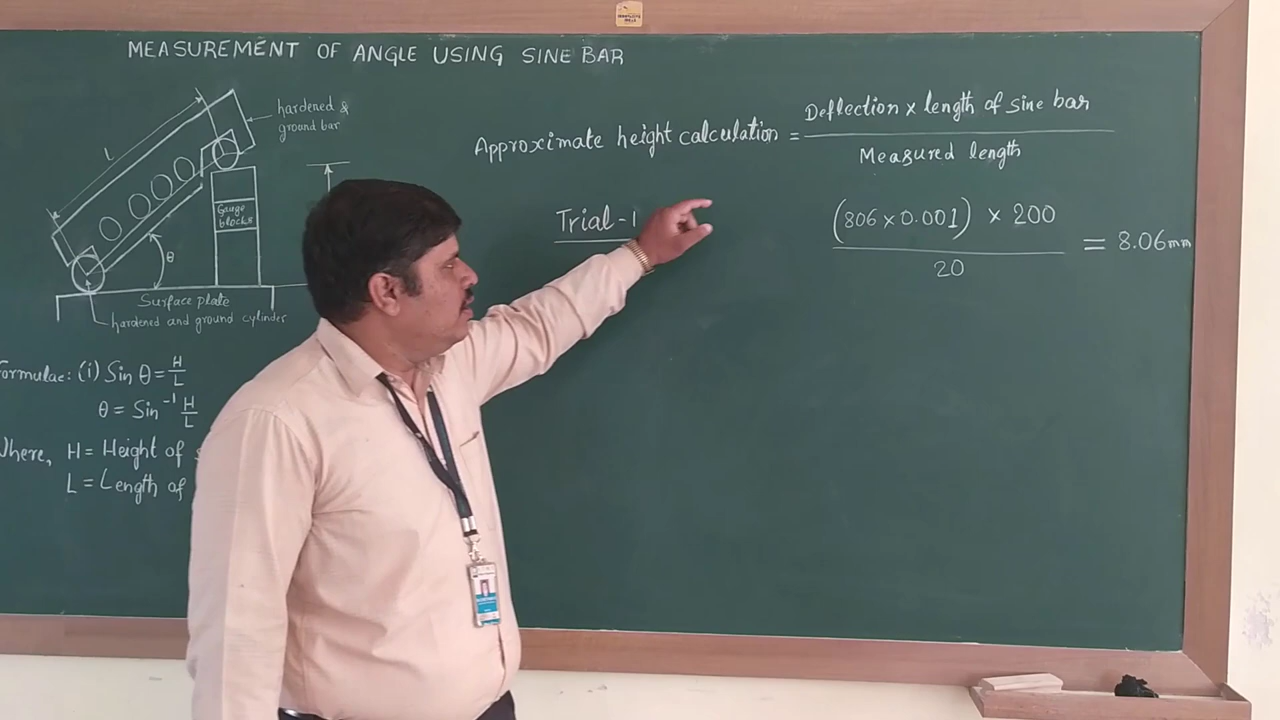 MEASUREMENT OF ANGLE USING SINE BAR
L
hardened &
ground bar
Gauge
blocks
θ
Surface plate
hardened and ground cylinder
Formulae: (i) Sin θ = H/L
θ = Sin⁻¹ H/L
Where, H = Height of
L = Length of
Approximate height calculation = Deflection × length of sine bar
Measured length
Trial-1
(806 × 0.001) × 200
20
= 8.06mm